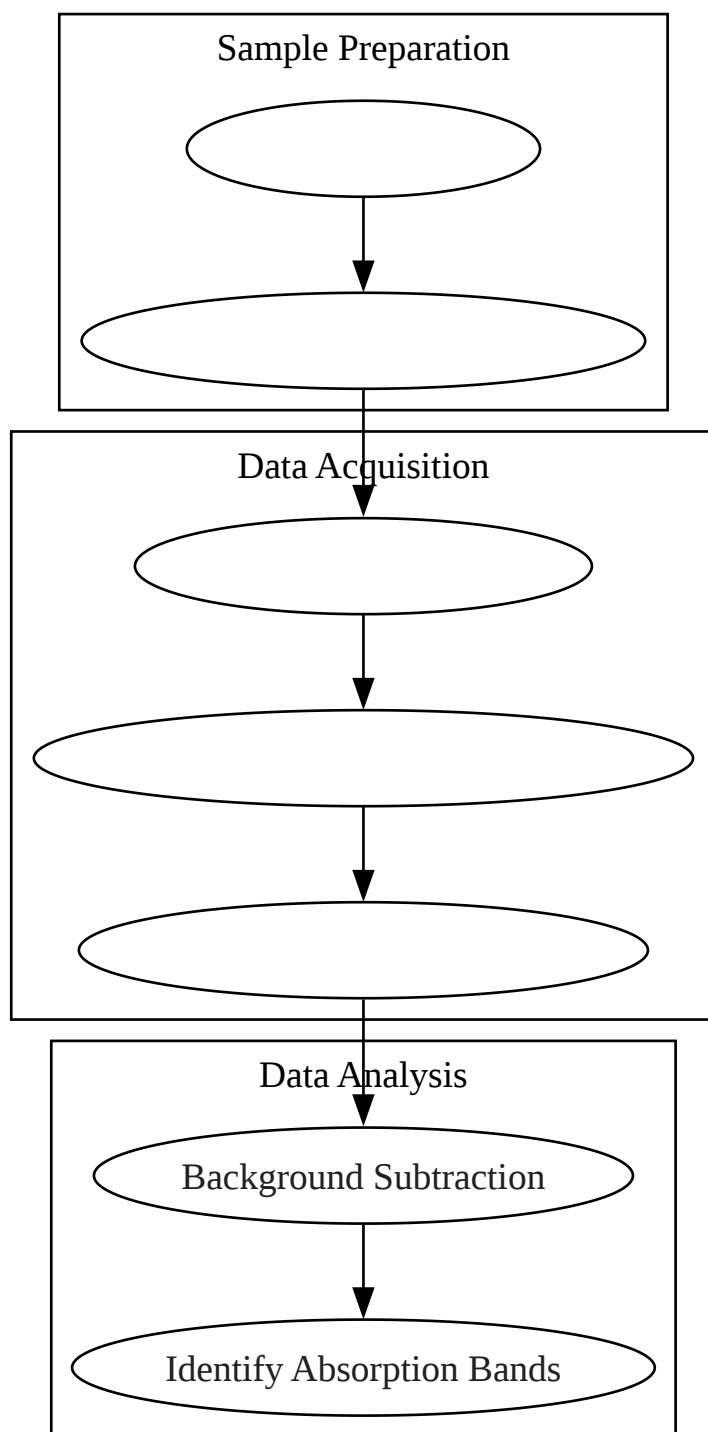 Sample Preparation
Data Acquisition
Data Analysis
Background Subtraction
Identify Absorption Bands